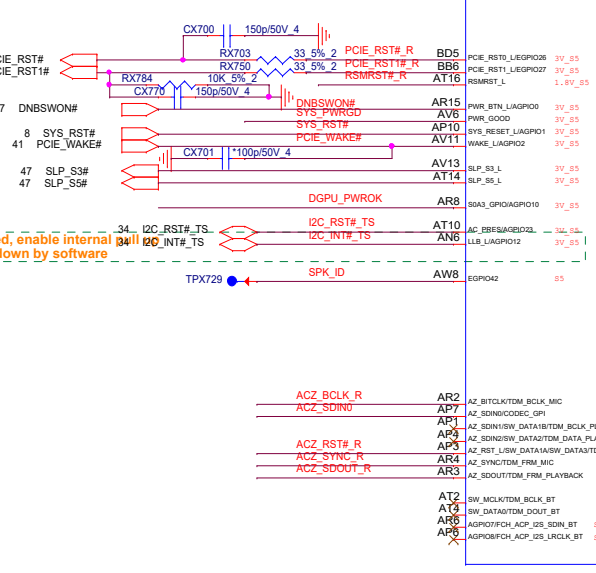 CX700 150p/50V_4
PCIE_RST# RX703 33_5%_2 PCIE_RST#_R BD5 PCIE_RST0_L/EGPIO26 3V_S5
PCIE_RST1# RX750 33_5%_2 PCIE_RST1#_R BB6 PCIE_RST1_L/EGPIO27 3V_S5
RX784 10K_5%_2 RSMRST#_R AT16 RSMRST_L 1.8V_S5
CX770 150p/50V_4
7 DNBSWON# DNBSWON# AR15 PWR_BTN_L/AGPIO0 3V_S5
SYS_PWRGD AV6 PWR_GOOD 3V_S5
8 SYS_RST# SYS_RST# AP10 SYS_RESET_L/AGPIO1 3V_S5
41 PCIE_WAKE# PCIE_WAKE# AV11 WAKE_L/AGPIO2 3V_S5
CX701 *100p/50V_4
47 SLP_S3# AV13 SLP_S3_L 3V_S5
47 SLP_S5# AT14 SLP_S5_L 3V_S5
DGPU_PWROK AR8 S0A3_GPIO/AGPIO10 3V_S5
34 I2C_RST#_TS I2C_RST#_TS AT10 AC_PRES/AGPIO23 3V_S5
d, enable internal pull up
34 I2C_INT#_TS I2C_INT#_TS AN6 LLB_L/AGPIO12 3V_S5
down by software
TPX729 SPK_ID AW8 EGPIO42 S5
ACZ_BCLK_R AR2 AZ_BITCLK/TDM_BCLK_MIC
ACZ_SDIN0 AP7 AZ_SDIN0/CODEC_GPI
AP1 AZ_SDIN1/SW_DATA1B/TDM_BCLK_PL
AP4 AZ_SDIN2/SW_DATA2/TDM_DATA_PLA
ACZ_RST#_R AP3 AZ_RST_L/SW_DATA1A/SW_DATA3/TD
ACZ_SYNC_R AR4 AZ_SYNC/TDM_FRM_MIC
ACZ_SDOUT_R AR3 AZ_SDOUT/TDM_FRM_PLAYBACK
AT2 SW_MCLK/TDM_BCLK_BT
AT4 SW_DATA0/TDM_DOUT_BT
AR6 AGPIO7/FCH_ACP_I2S_SDIN_BT
AP6 AGPIO8/FCH_ACP_I2S_LRCLK_BT